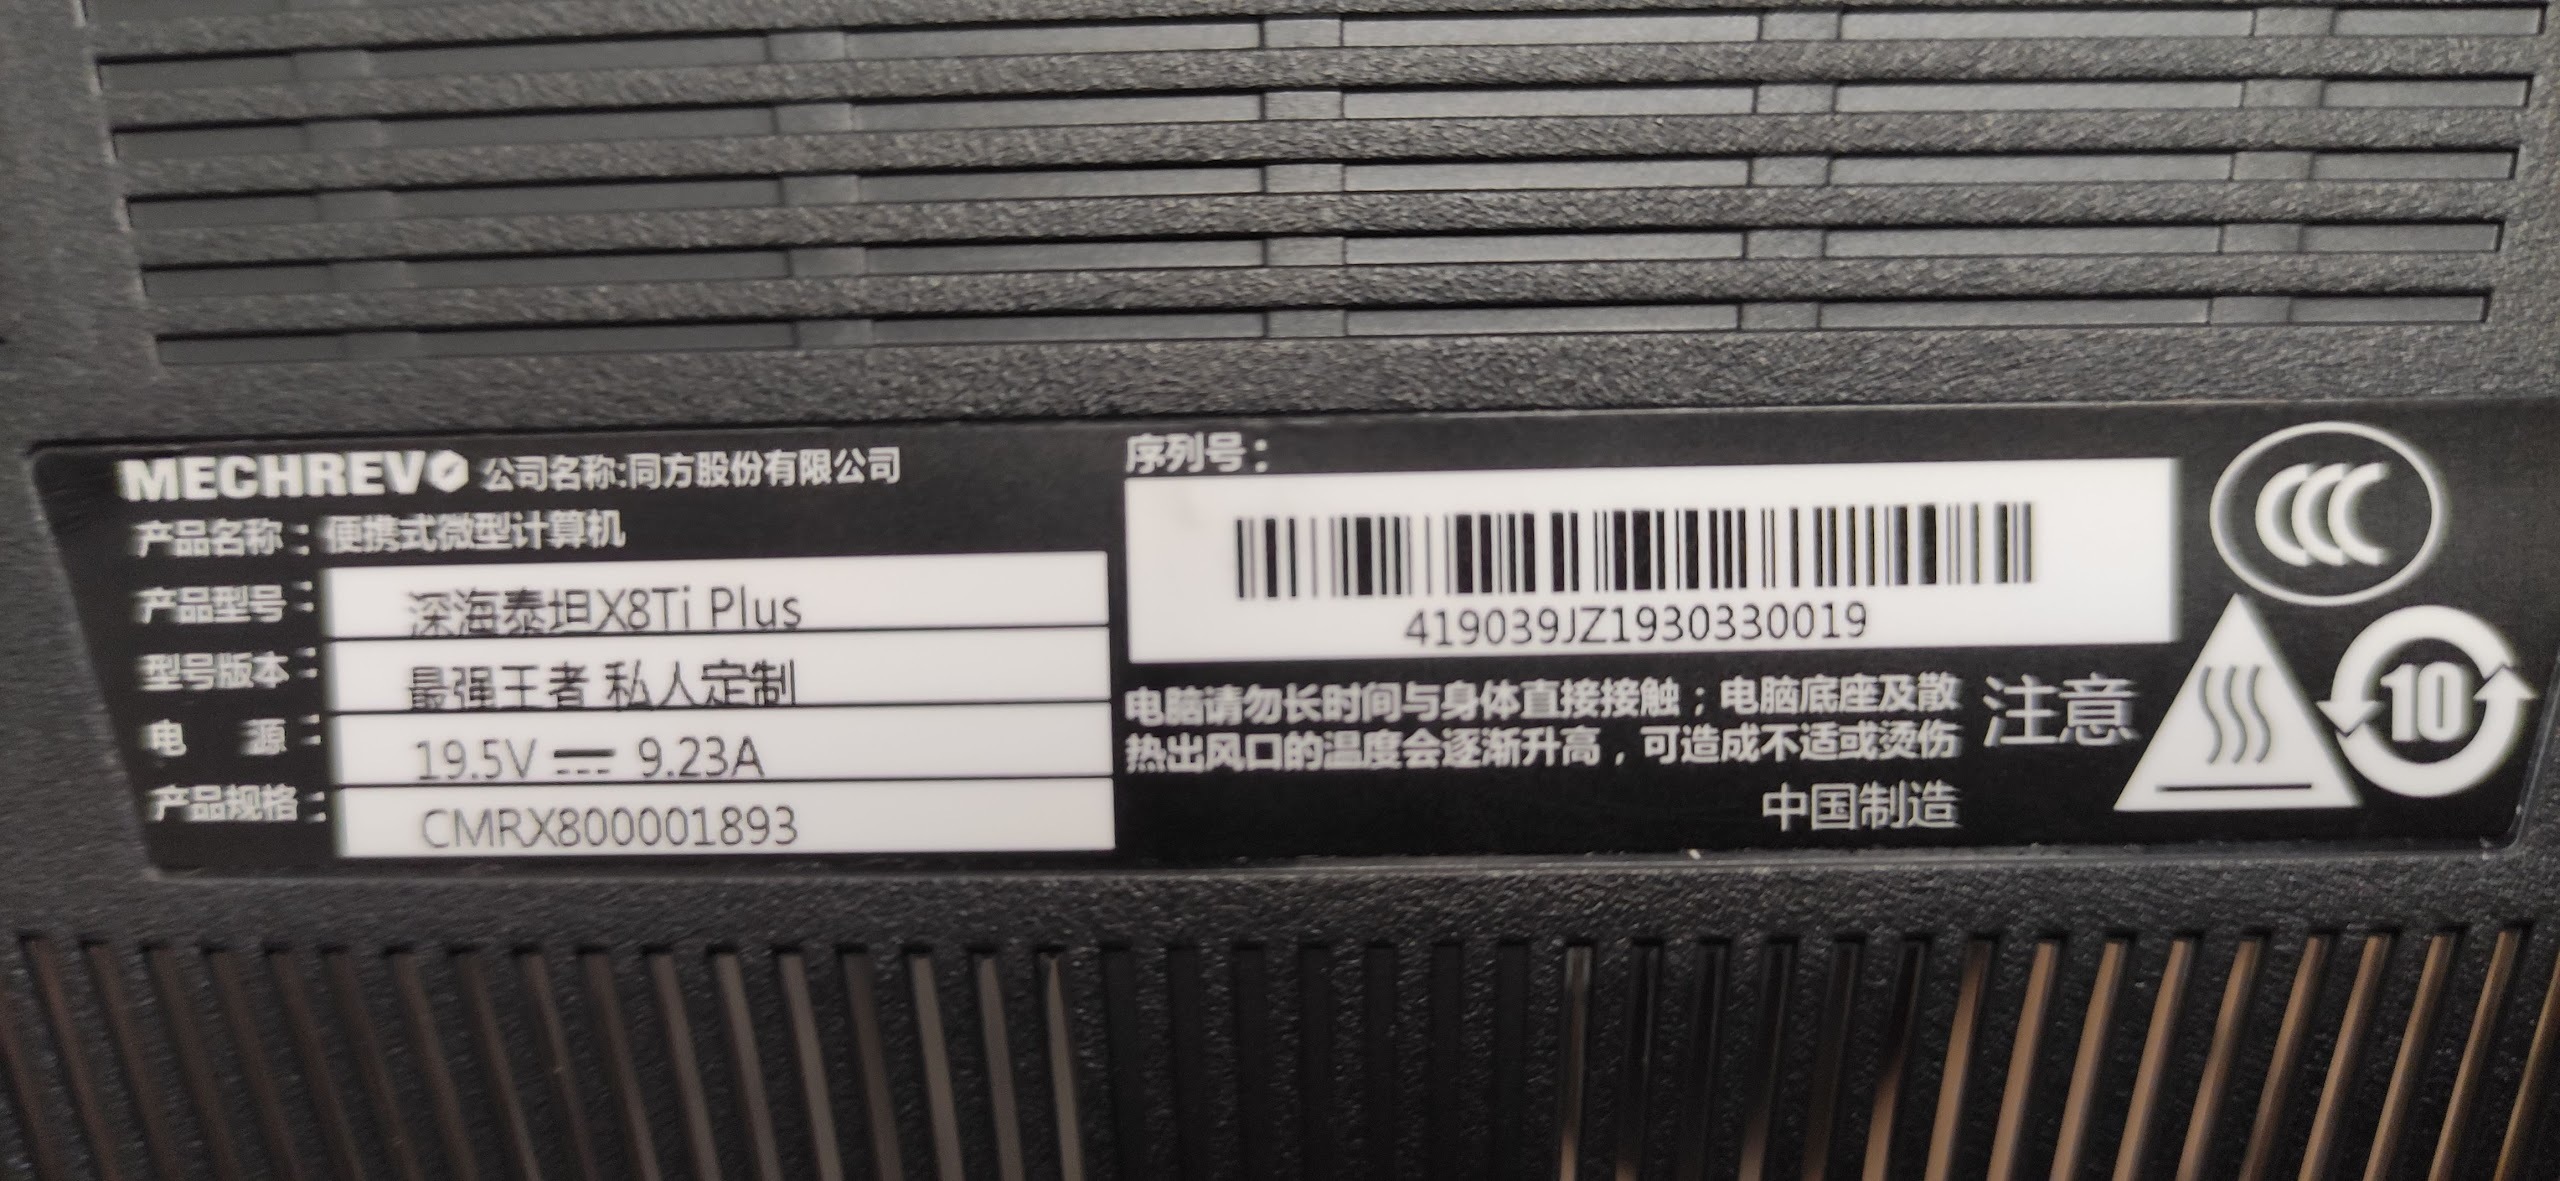 MECHREVO 公司名称:同方股份有限公司
产品名称：便携式微型计算机
产品型号：深海泰坦X8Ti Plus
型号版本：最强王者 私人定制
电 源：19.5V 9.23A
产品规格：CMRX800001893
序列号：
419039JZ1930330019
电脑请勿长时间与身体直接接触；电脑底座及散
热出风口的温度会逐渐升高，可造成不适或烫伤
注意
中国制造
CCC
10